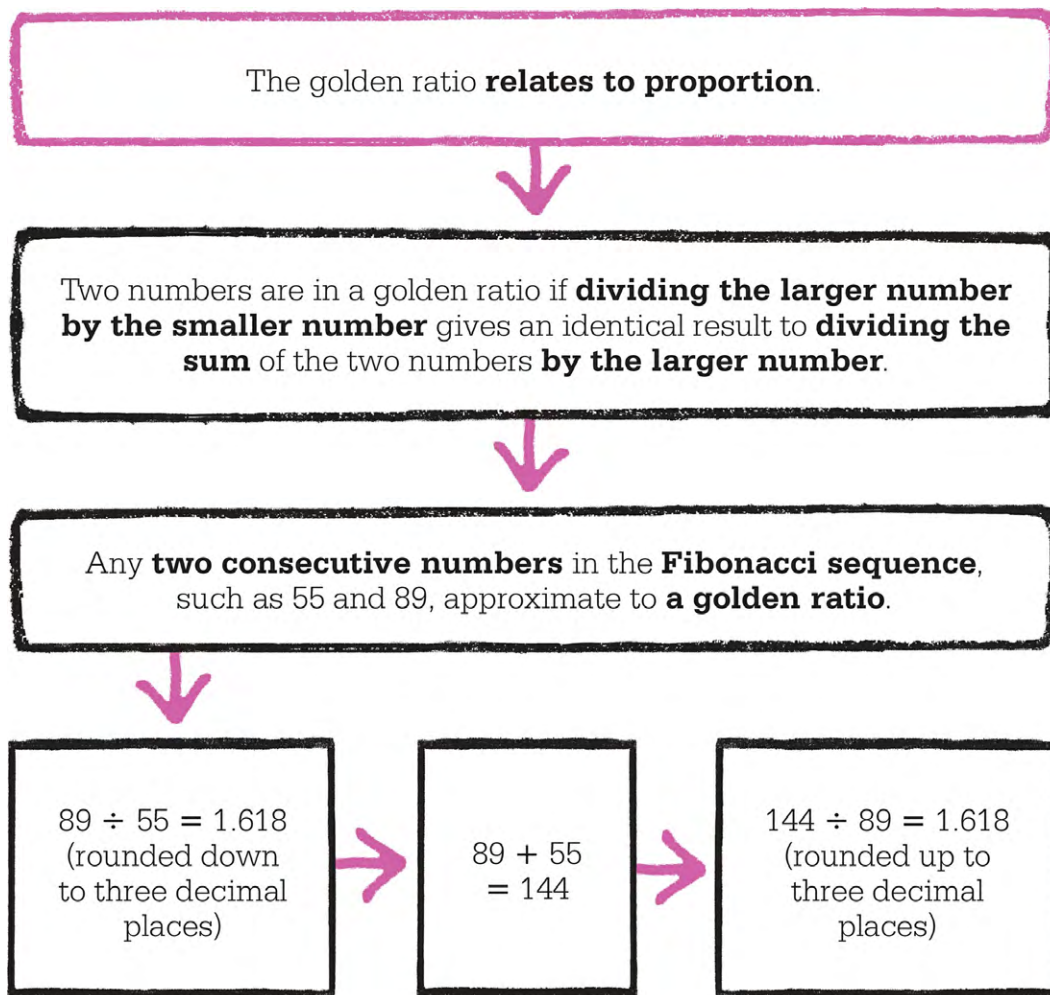 The golden ratio relates to proportion.
Two numbers are in a golden ratio if dividing the larger number
by the smaller number gives an identical result to dividing the
sum of the two numbers by the larger number.
Any two consecutive numbers in the Fibonacci sequence,
such as 55 and 89, approximate to a golden ratio.
89 ÷ 55 = 1.618
(rounded down
to three decimal
places)
89 + 55
= 144
144 ÷ 89 = 1.618
(rounded up to
three decimal
places)